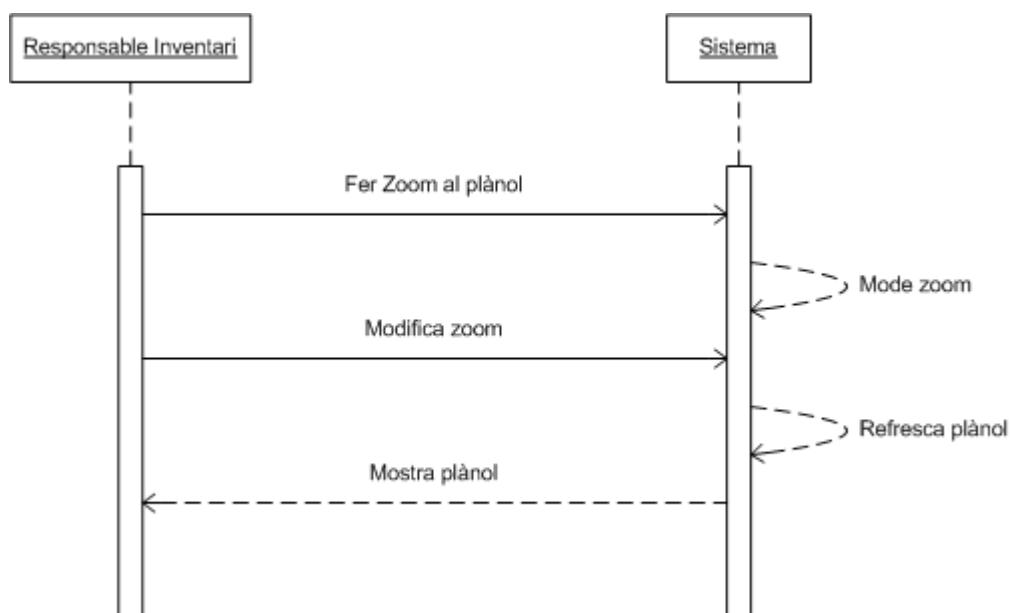 Responsable Inventari
Sistema
Fer Zoom al plànol
Mode zoom
Modifica zoom
Refresca plànol
Mostra plànol